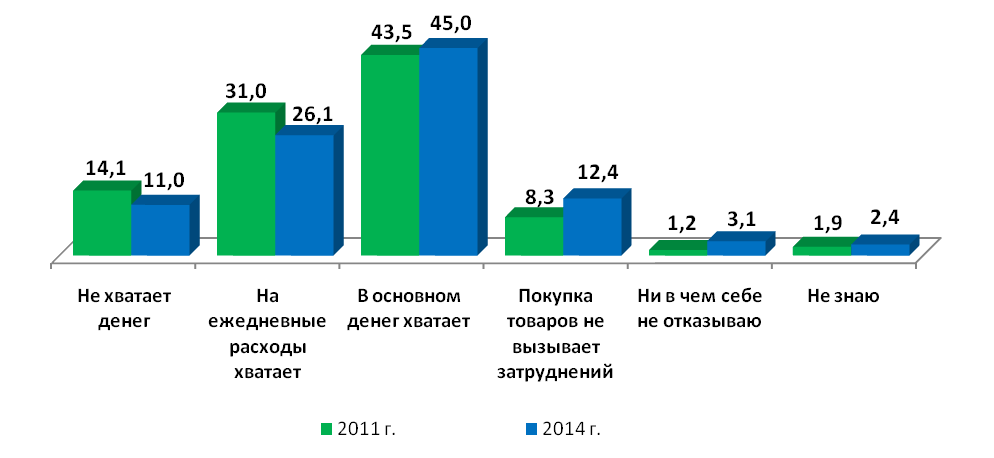 43,5
45,0
31,0
26,1
14,1
11,0
8,3
12,4
1,2
3,1
1,9
2,4
Не хватает
денег
На
ежедневные
расходы
хватает
В основном
денег хватает
Покупка
товаров не
вызывает
затруднений
Ни в чем себе
не отказываю
Не знаю
2011 г.
2014 г.